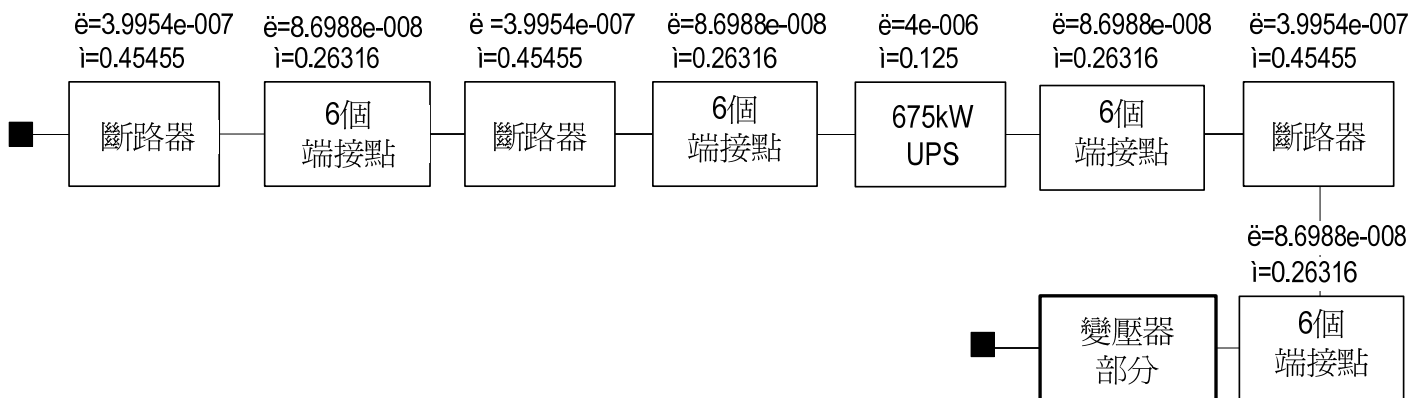 ë=3.9954e-007
ì=0.45455
斷路器
ë=8.6988e-008
ì=0.26316
6個
端接點
ë =3.9954e-007
ì=0.45455
斷路器
ë=8.6988e-008
ì=0.26316
6個
端接點
ë=4e-006
ì=0.125
675kW
UPS
ë=8.6988e-008
ì=0.26316
6個
端接點
ë=3.9954e-007
ì=0.45455
斷路器
ë=8.6988e-008
ì=0.26316
6個
端接點
變壓器
部分